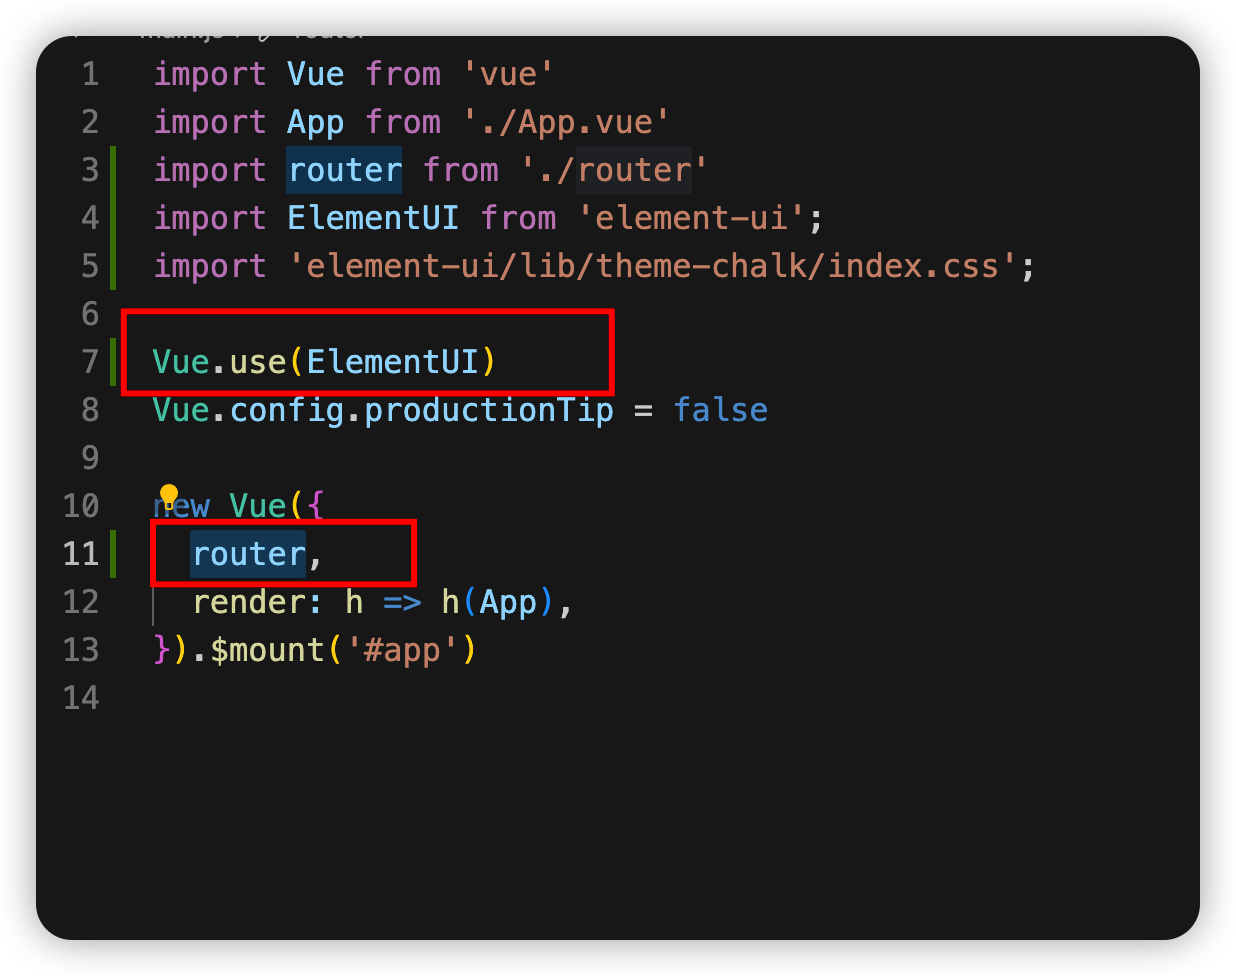 1 import Vue from 'vue'
2 import App from './App.vue'
3 import router from './router'
4 import ElementUI from 'element-ui';
5 import 'element-ui/lib/theme-chalk/index.css';
6
7 Vue.use(ElementUI)
8 Vue.config.productionTip = false
9
10 new Vue({
11 router,
12 render: h => h(App),
13 }).$mount('#app')
14